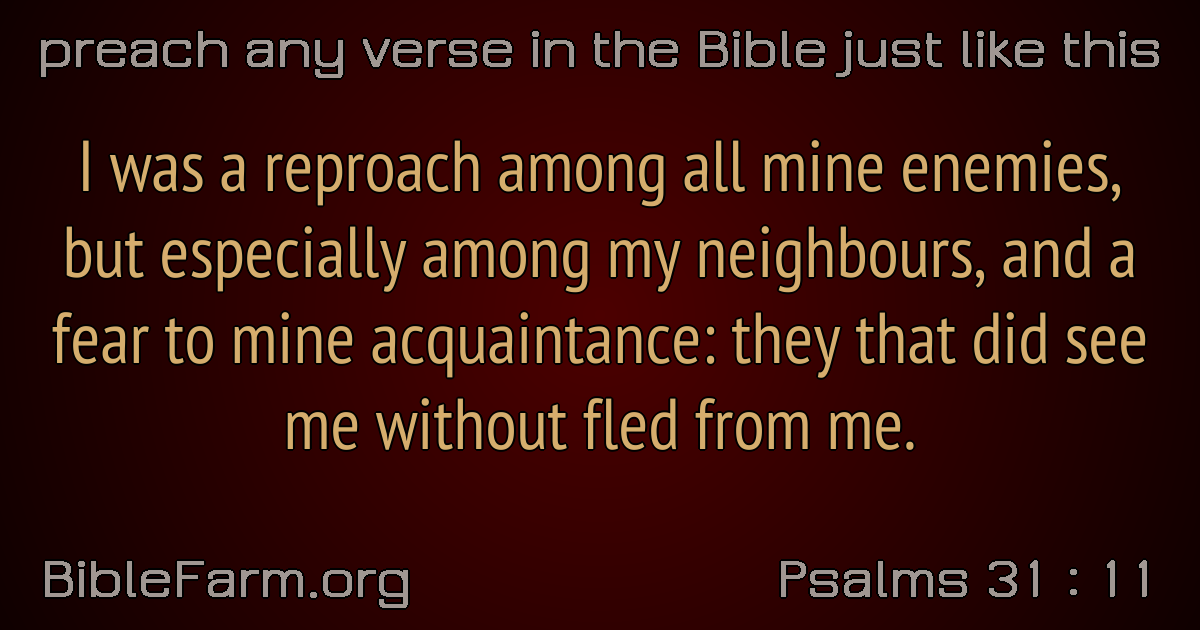 preach any verse in the Bible just like this
I was a reproach among all mine enemies,
but especially among my neighbours, and a
fear to mine acquaintance: they that did see
me without fled from me.
BibleFarm.org
Psalms 31 : 11